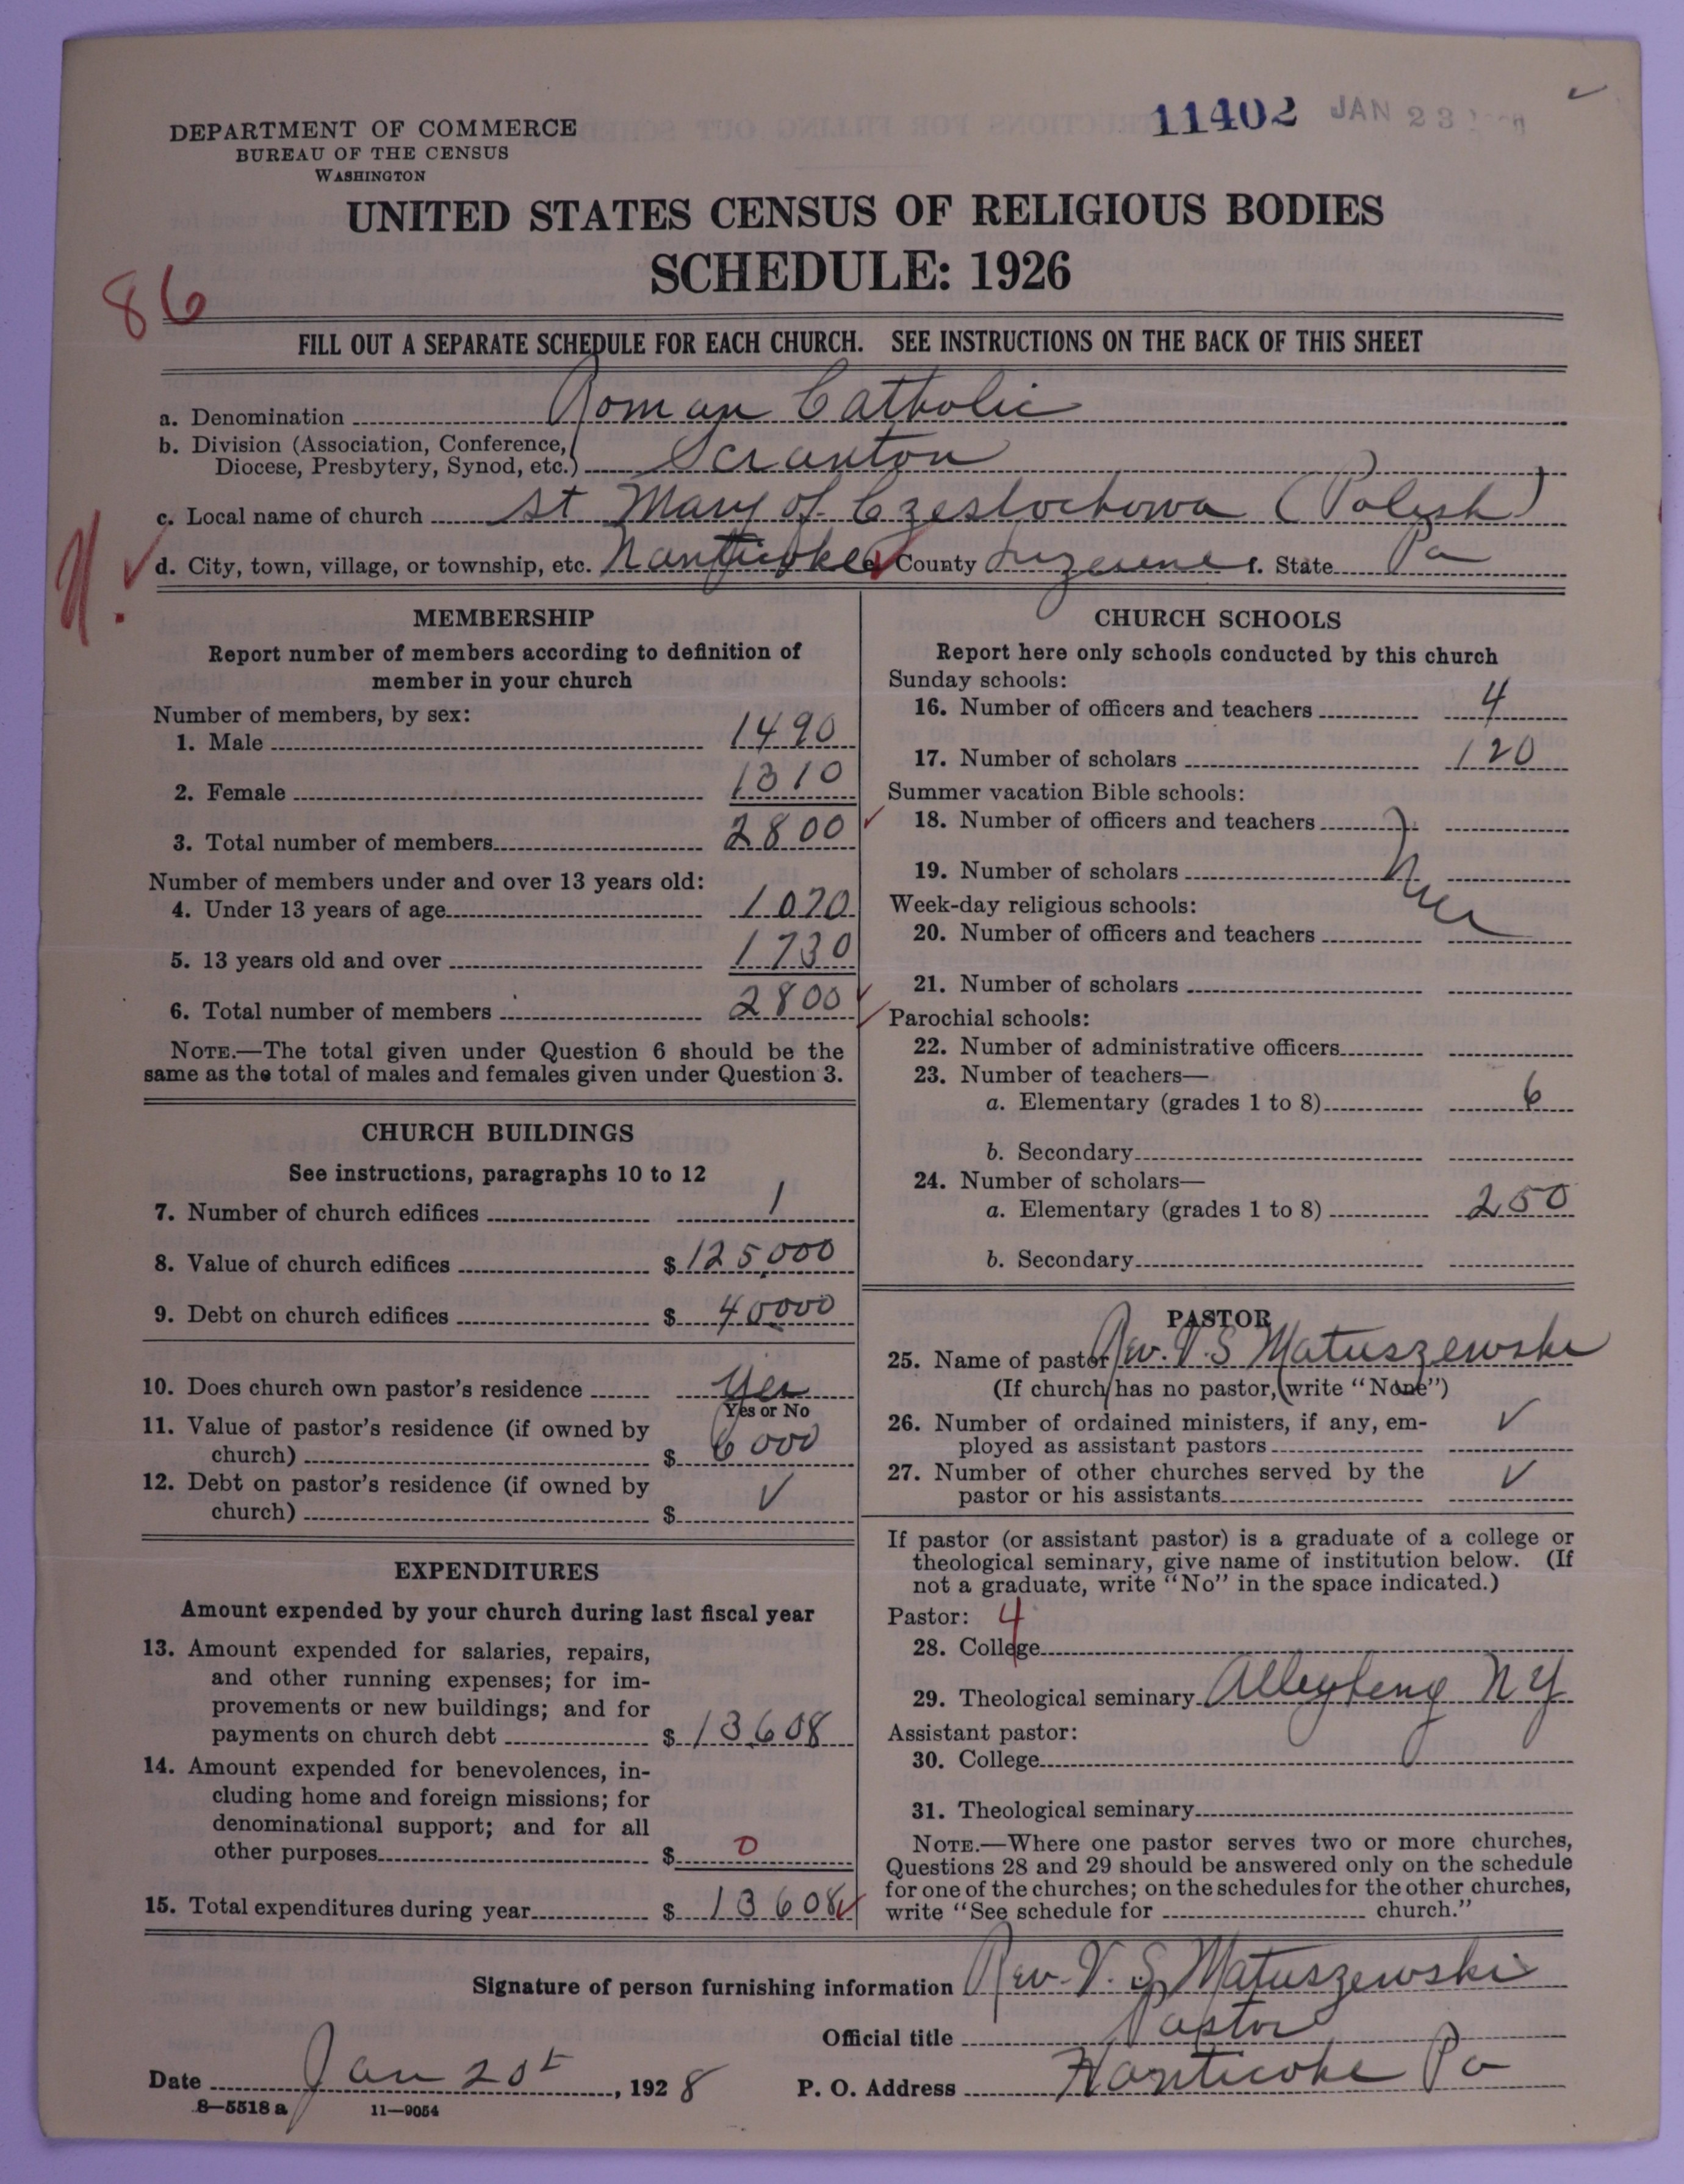 11402 JAN 23
DEPARTMENT OF COMMERCE
BUREAU OF THE CENSUS
WASHINGTON
UNITED STATES CENSUS OF RELIGIOUS BODIES
SCHEDULE: 1926
86
FILL OUT A SEPARATE SCHEDULE FOR EACH CHURCH. SEE INSTRUCTIONS ON THE BACK OF THIS SHEET
a. Denomination Roman Catholic
b. Division (Association, Conference,
Diocese, Presbytery, Synod, etc.) Scranton
c. Local name of church St Mary of Czestochowa (Polish)
d. City, town, village, or township, etc. Nanticoke e. County Luzerne f. State Pa
MEMBERSHIP
Report number of members according to definition of
member in your church
Number of members, by sex:
1. Male 1490
2. Female 1310
3. Total number of members 2800
Number of members under and over 13 years old:
4. Under 13 years of age 1070
5. 13 years old and over 1730
6. Total number of members 2800
NOTE.—The total given under Question 6 should be the
same as the total of males and females given under Question 3.
CHURCH BUILDINGS
See instructions, paragraphs 10 to 12
7. Number of church edifices 1
8. Value of church edifices $ 125,000
9. Debt on church edifices $ 40000
10. Does church own pastor's residence Yes
Yes or No
11. Value of pastor's residence (if owned by
church) $ 6000
12. Debt on pastor's residence (if owned by
church) $ ✓
EXPENDITURES
Amount expended by your church during last fiscal year
13. Amount expended for salaries, repairs,
and other running expenses; for im-
provements or new buildings; and for
payments on church debt $ 13608
14. Amount expended for benevolences, in-
cluding home and foreign missions; for
denominational support; and for all
other purposes $ 0
15. Total expenditures during year $ 13608
CHURCH SCHOOLS
Report here only schools conducted by this church
Sunday schools:
16. Number of officers and teachers 4
17. Number of scholars 120
Summer vacation Bible schools:
18. Number of officers and teachers
19. Number of scholars
Week-day religious schools:
20. Number of officers and teachers
21. Number of scholars
Parochial schools:
22. Number of administrative officers
23. Number of teachers—
a. Elementary (grades 1 to 8) 6
b. Secondary
24. Number of scholars—
a. Elementary (grades 1 to 8) 250
b. Secondary
PASTOR
25. Name of pastor Rev. V. S Matuszewski
(If church has no pastor, write "None")
26. Number of ordained ministers, if any, em-
ployed as assistant pastors ✓
27. Number of other churches served by the
pastor or his assistants ✓
If pastor (or assistant pastor) is a graduate of a college or
theological seminary, give name of institution below. (If
not a graduate, write "No" in the space indicated.)
Pastor: 4
28. College
29. Theological seminary Allegheny N Y
Assistant pastor:
30. College
31. Theological seminary
NOTE.—Where one pastor serves two or more churches,
Questions 28 and 29 should be answered only on the schedule
for one of the churches; on the schedules for the other churches,
write "See schedule for church."
Signature of person furnishing information Rev. V. S. Matuszewski
Official title Pastor
Date Jan 20t, 1928 P. O. Address Nanticoke Pa
8—5518 a 11—9054